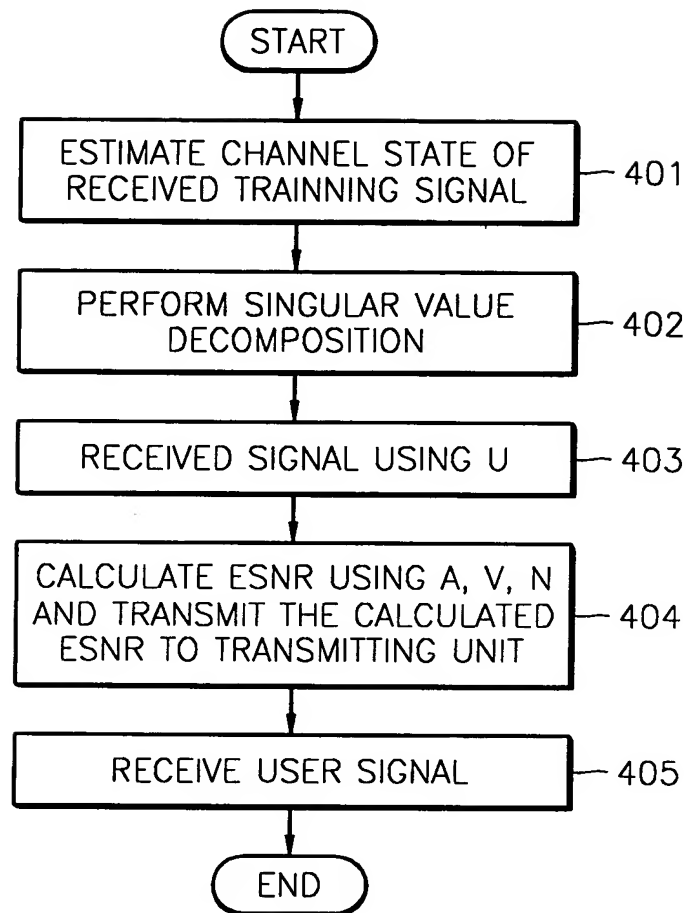 START
ESTIMATE CHANNEL STATE OF
RECEIVED TRAINNING SIGNAL
401
PERFORM SINGULAR VALUE
DECOMPOSITION
402
RECEIVED SIGNAL USING U
403
CALCULATE ESNR USING A, V, N
AND TRANSMIT THE CALCULATED
ESNR TO TRANSMITTING UNIT
404
RECEIVE USER SIGNAL
405
END